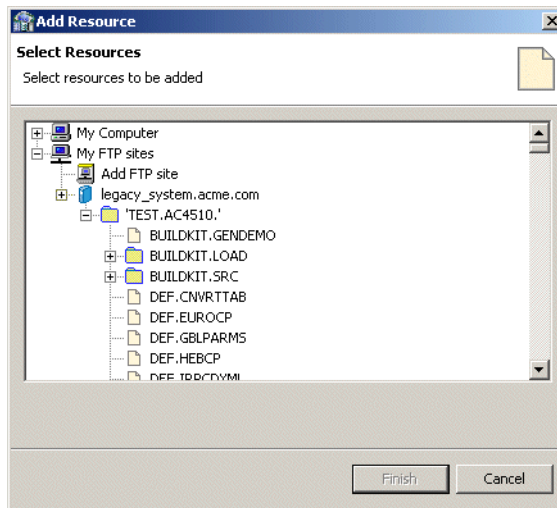 Add Resource
Select Resources
Select resources to be added
My Computer
My FTP sites
Add FTP site
legacy_system.acme.com
'TEST.AC4510.'
BUILDKIT.GENDEMO
BUILDKIT.LOAD
BUILDKIT.SRC
DEF.CNVRTTAB
DEF.EUROCP
DEF.GBLPARMS
DEF.HEBCP
Finish
Cancel